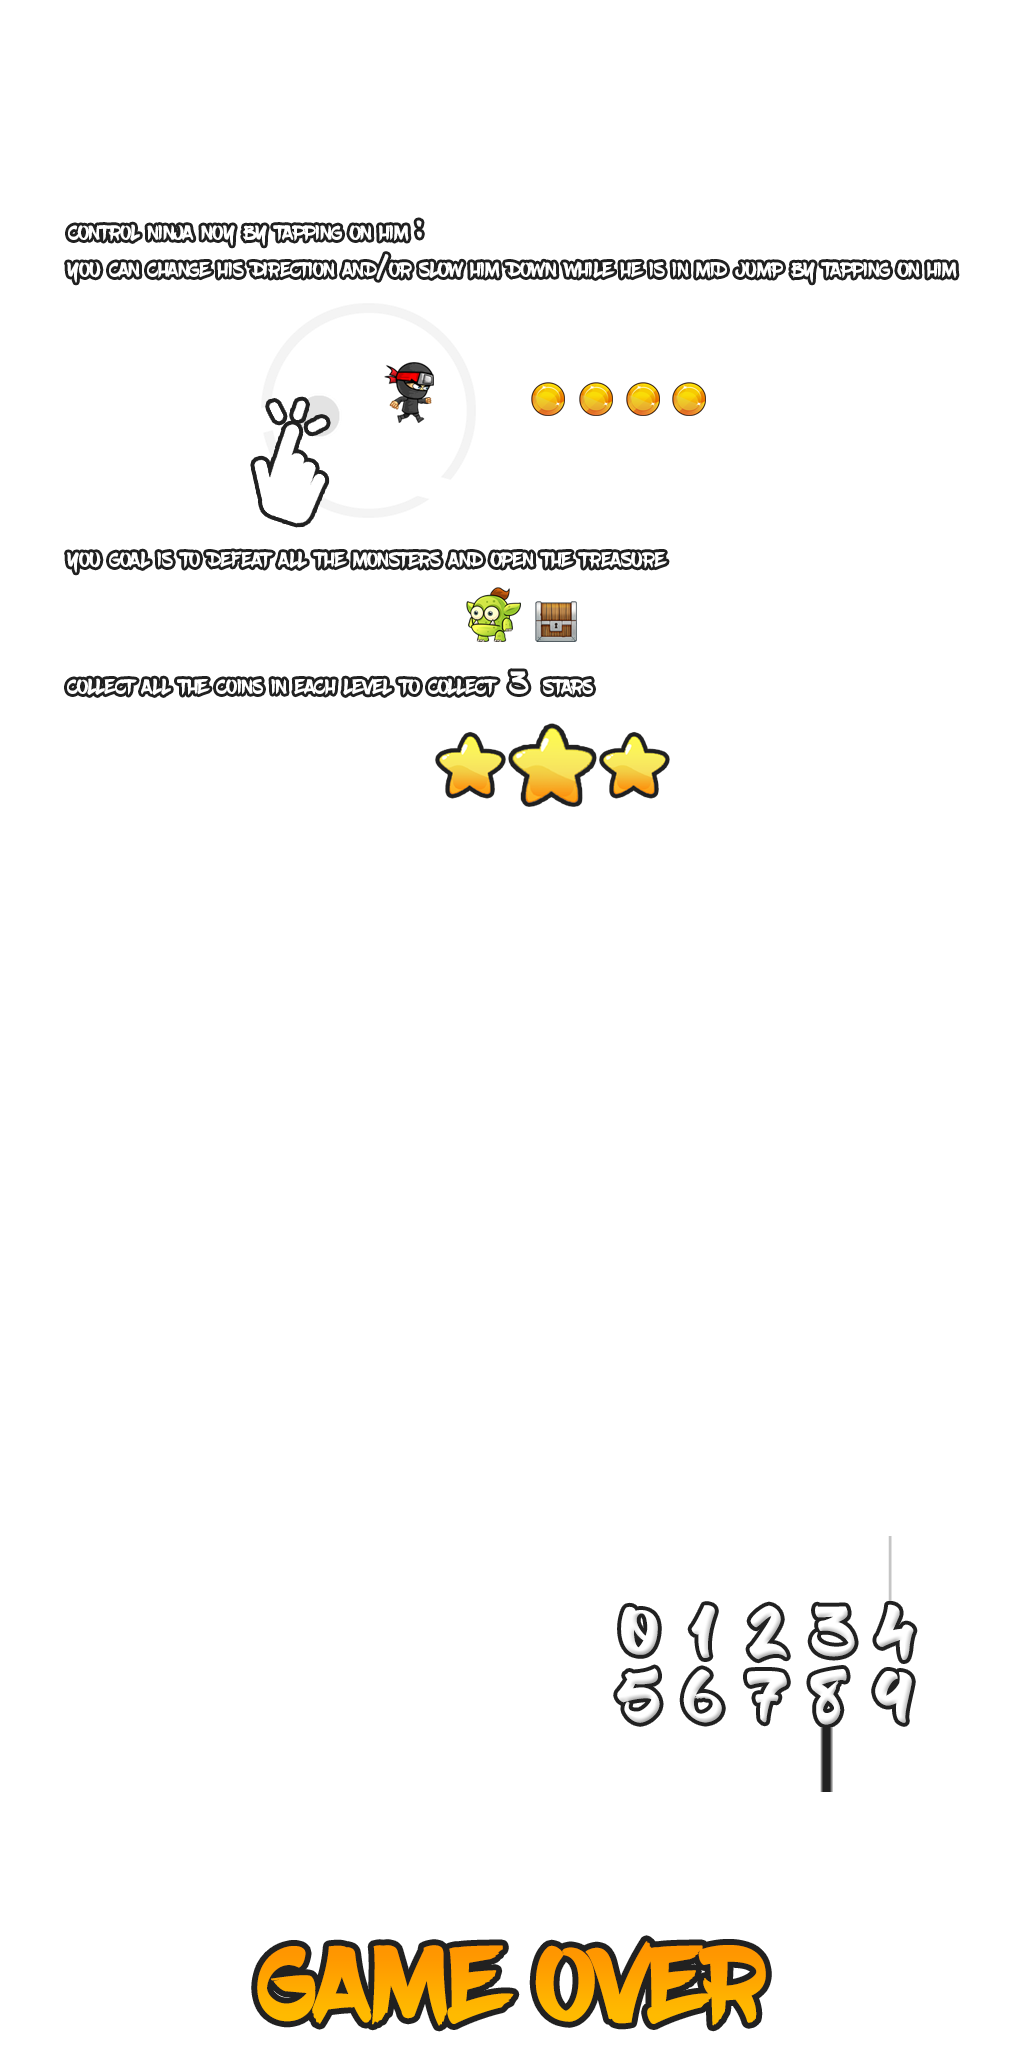 CONTROL NINJA NOY BY TAPPING ON HIM :
YOU CAN CHANGE HIS DIRECTION AND/OR SLOW HIM DOWN WHILE HE IS IN MID JUMP BY TAPPING ON HIM
YOU GOAL IS TO DEFEAT ALL THE MONSTERS AND OPEN THE TREASURE
COLLECT ALL THE COINS IN EACH LEVEL TO COLLECT 3 STARS
0 1 2 3 4
5 6 7 8 9
GAME OVER